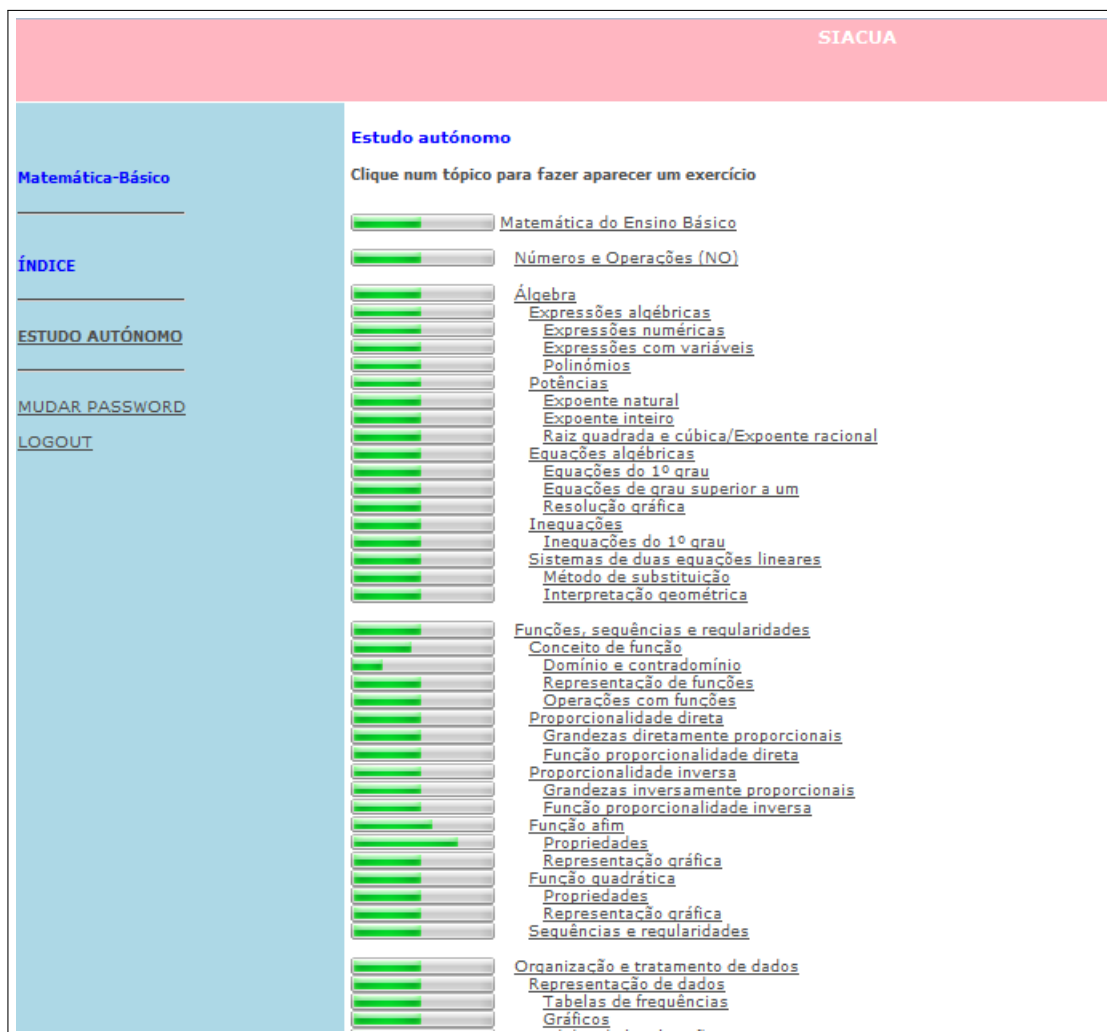 SIACUA
Matemática-Básico
ÍNDICE
ESTUDO AUTÓNOMO
MUDAR PASSWORD
LOGOUT
Estudo autónomo
Clique num tópico para fazer aparecer um exercício
Matemática do Ensino Básico
Números e Operações (NO)
Álgebra
Expressões algébricas
Expressões numéricas
Expressões com variáveis
Polinómios
Potências
Expoente natural
Expoente inteiro
Raiz quadrada e cúbica/Expoente racional
Equações algébricas
Equações do 1º grau
Equações de grau superior a um
Resolução gráfica
Inequações
Inequações do 1º grau
Sistemas de duas equações lineares
Método de substituição
Interpretação geométrica
Funções, sequências e regularidades
Conceito de função
Domínio e contradomínio
Representação de funções
Operações com funções
Proporcionalidade direta
Grandezas diretamente proporcionais
Função proporcionalidade direta
Proporcionalidade inversa
Grandezas inversamente proporcionais
Função proporcionalidade inversa
Função afim
Propriedades
Representação gráfica
Função quadrática
Propriedades
Representação gráfica
Sequências e regularidades
Organização e tratamento de dados
Representação de dados
Tabelas de frequências
Gráficos